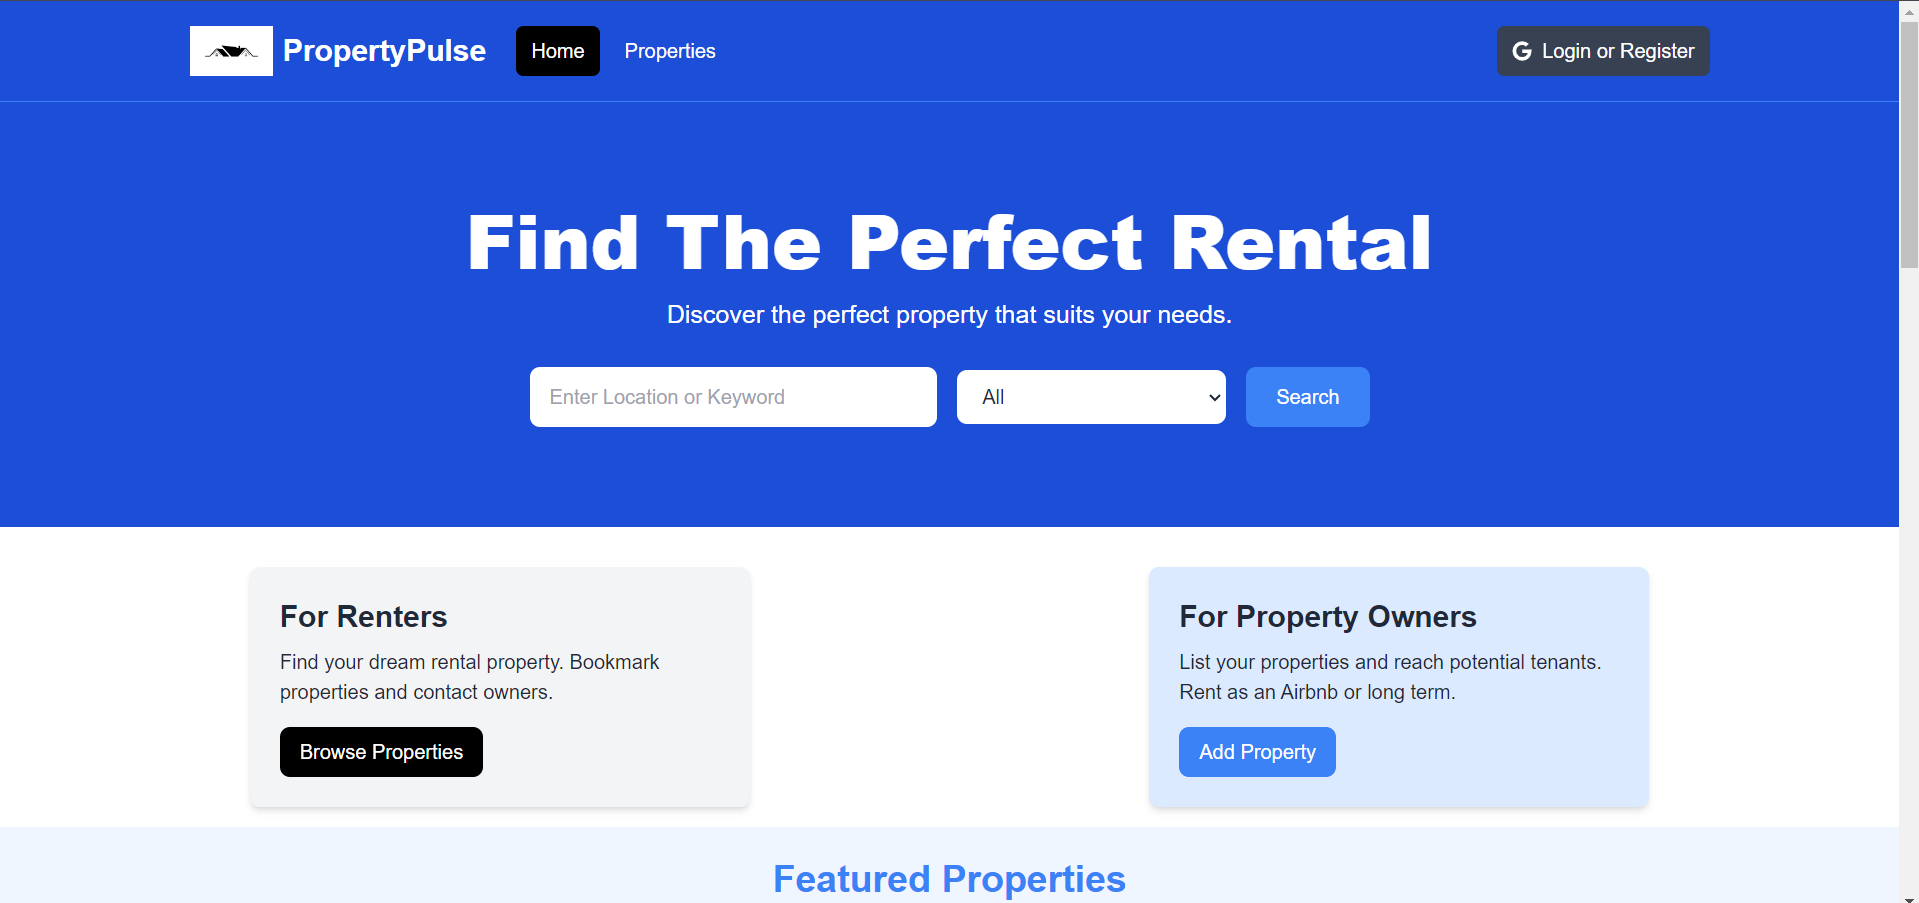 PropertyPulse
Home
Properties
Login or Register
Find The Perfect Rental
Discover the perfect property that suits your needs.
Enter Location or Keyword
All
Search
For Renters
Find your dream rental property. Bookmark
properties and contact owners.
Browse Properties
For Property Owners
List your properties and reach potential tenants.
Rent as an Airbnb or long term.
Add Property
Featured Properties